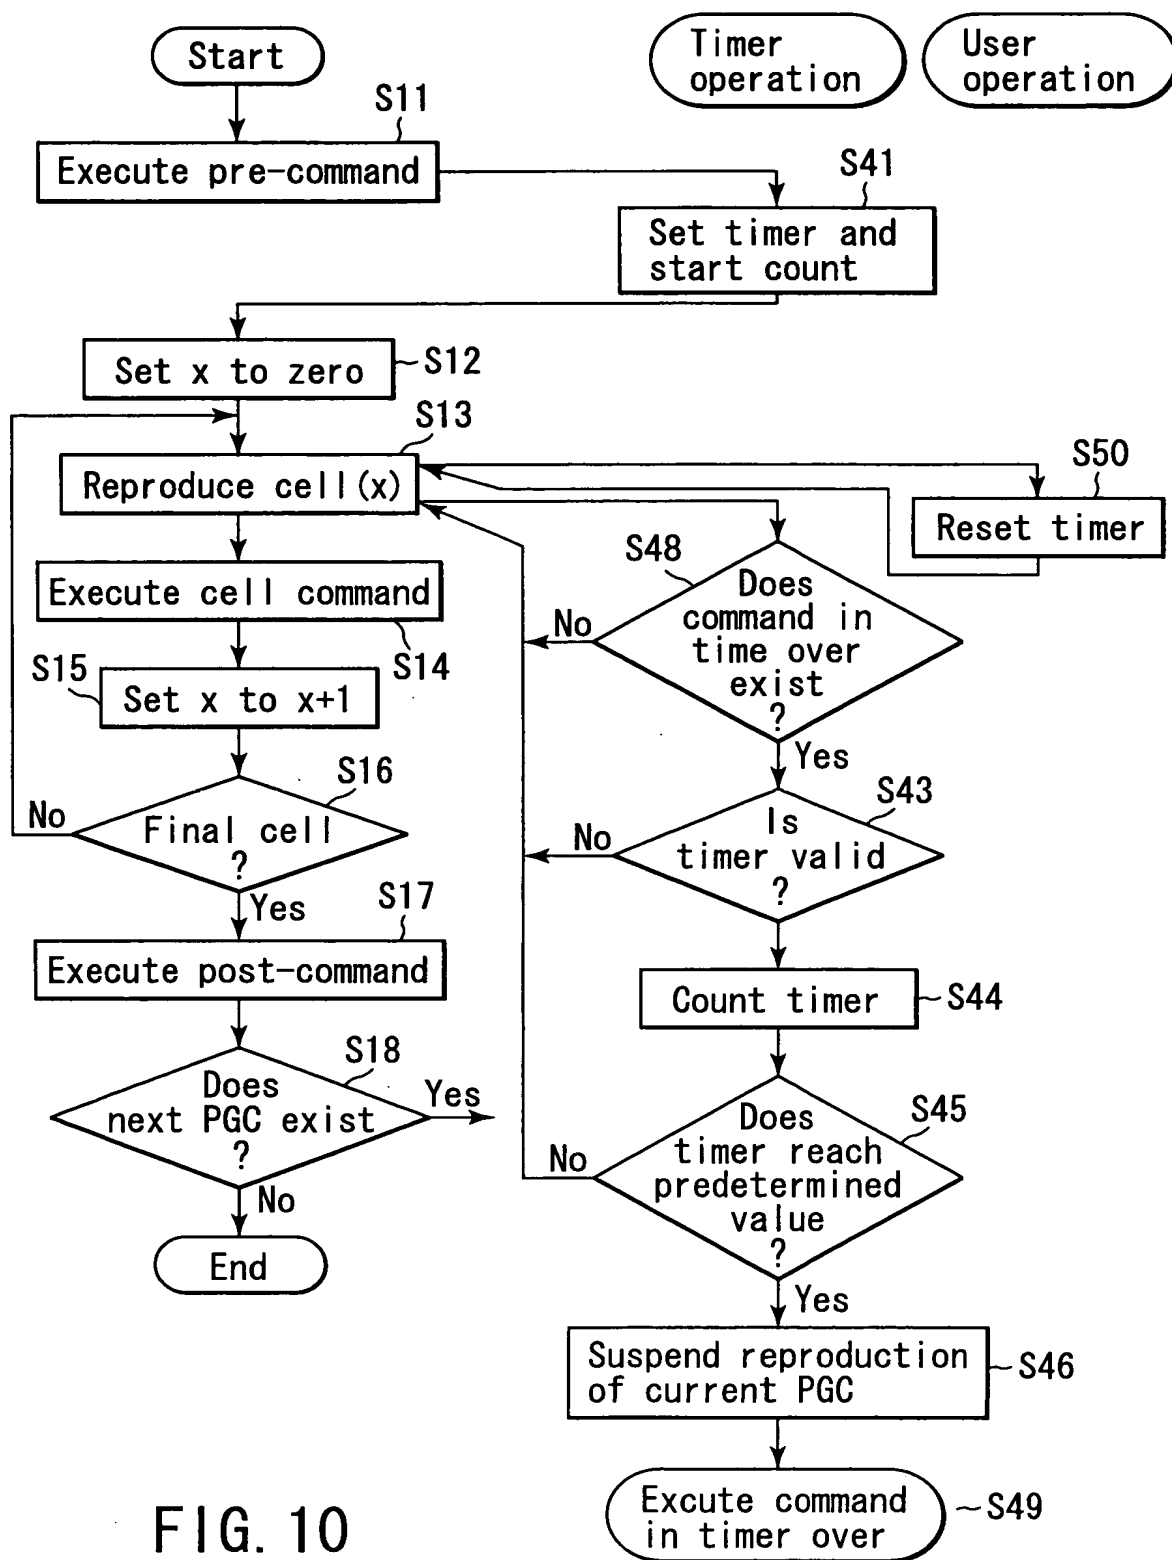 Start
Timer
operation
User
operation
S11
Execute pre-command
S41
Set timer and
start count
Set x to zero
S12
S13
Reproduce cell(x)
S50
Reset timer
S48
Does
command in
time over
exist
?
No
Yes
Execute cell command
S14
S15
Set x to x+1
S16
Final cell
?
No
Yes
S43
Is
timer valid
?
No
S17
Execute post-command
Count timer
S44
S18
Does
next PGC exist
?
Yes
No
End
S45
Does
timer reach
predetermined
value
?
No
Yes
Suspend reproduction
of current PGC
S46
Excute command
in timer over
S49
FIG. 10